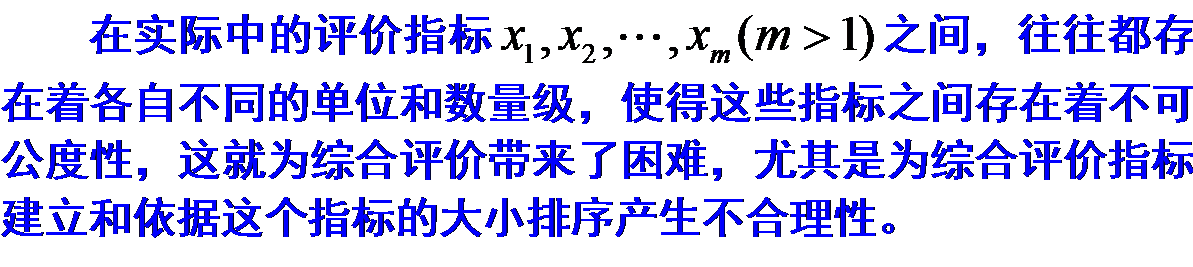 在实际中的评价指标 x₁, x₂, ⋯, xₘ (m > 1) 之间，往往都存
在着各自不同的单位和数量级，使得这些指标之间存在着不可
公度性，这就为综合评价带来了困难，尤其是为综合评价指标
建立和依据这个指标的大小排序产生不合理性。